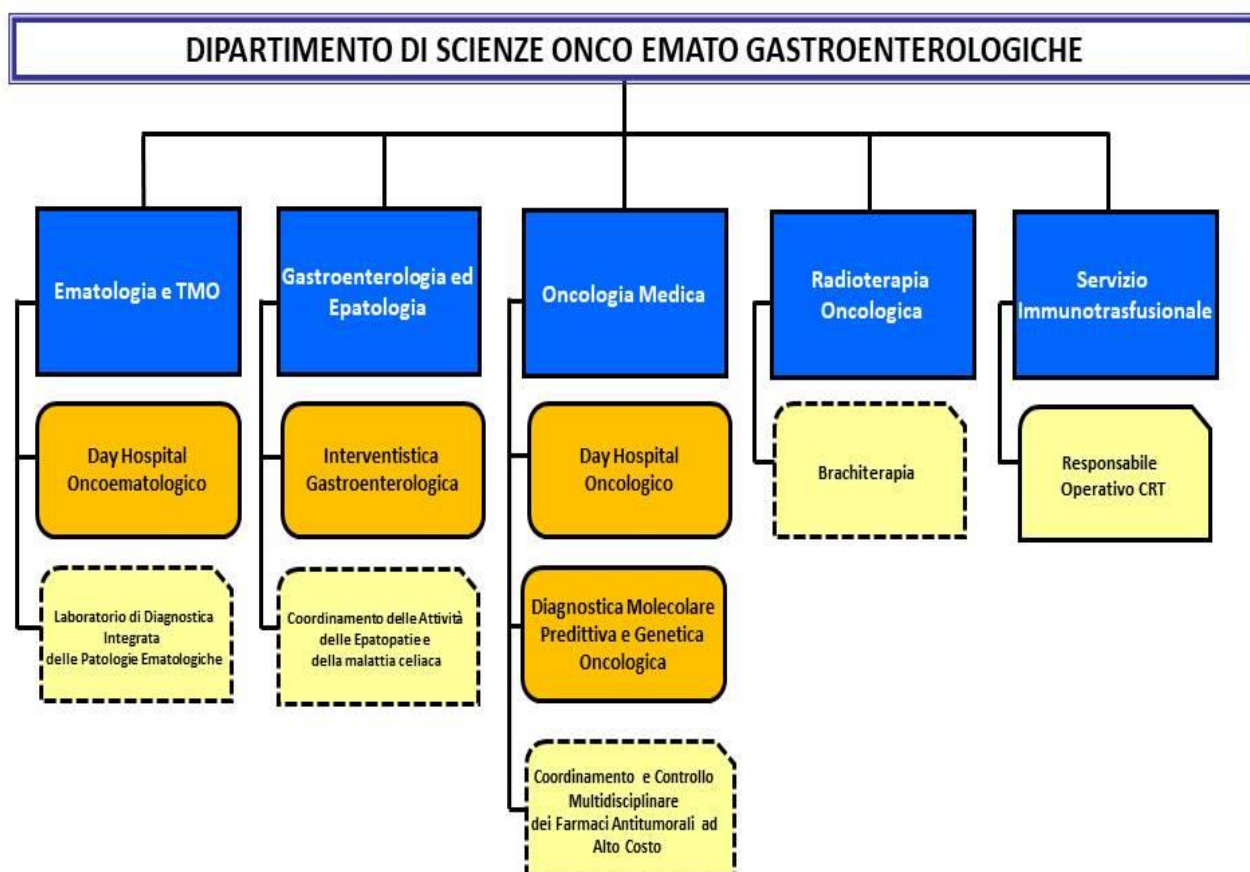 DIPARTIMENTO DI SCIENZE ONCO EMATO GASTROENTEROLOGICHE
Ematologia e TMO
Gastroenterologia ed
Epatologia
Oncologia Medica
Radioterapia
Oncologica
Servizio
Immunotrasfusionale
Day Hospital
Oncoematologico
Interventistica
Gastroenterologica
Day Hospital
Oncologico
Brachiterapia
Responsabile
Operativo CRT
Laboratorio di Diagnostica
Integrata
delle Patologie Ematologiche
Coordinamento delle Attività
delle Epatopatie e
della malattia celiaca
Diagnostica Molecolare
Predittiva e Genetica
Oncologica
Coordinamento e Controllo
Multidisciplinare
dei Farmaci Antitumorali ad
Alto Costo